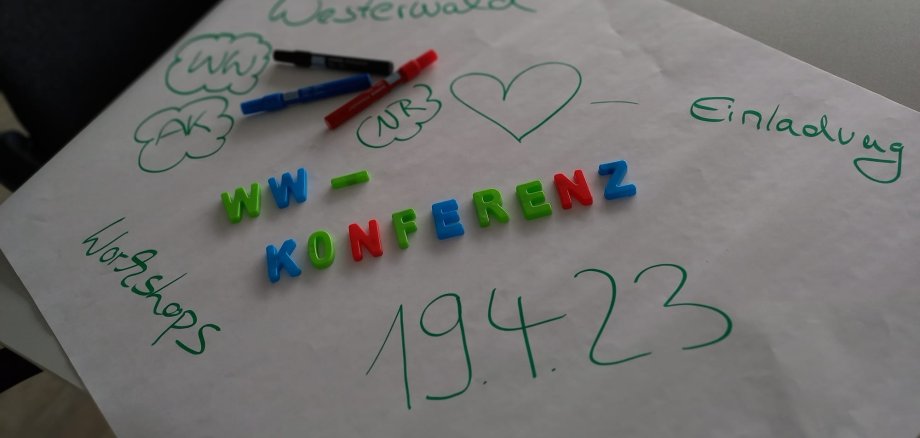 Westerwald
WW
AK
NR
Einladung
WW -
KONFERENZ
Workshops
19.4.23